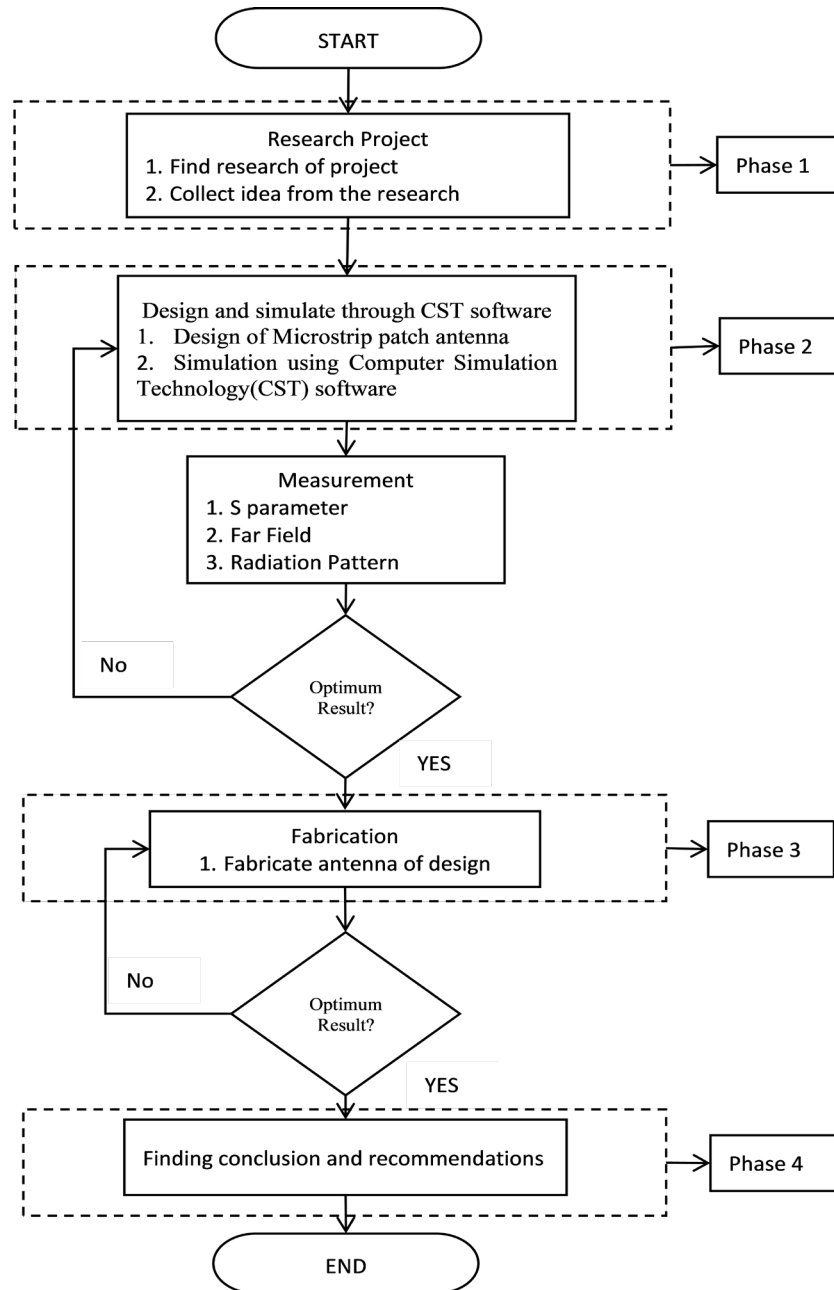 START
Research Project
1. Find research of project
2. Collect idea from the research
Phase 1
Design and simulate through CST software
1. Design of Microstrip patch antenna
2. Simulation using Computer Simulation
Technology(CST) software
Phase 2
Measurement
1. S parameter
2. Far Field
3. Radiation Pattern
No
Optimum
Result?
YES
Fabrication
1. Fabricate antenna of design
Phase 3
No
Optimum
Result?
YES
Finding conclusion and recommendations
Phase 4
END